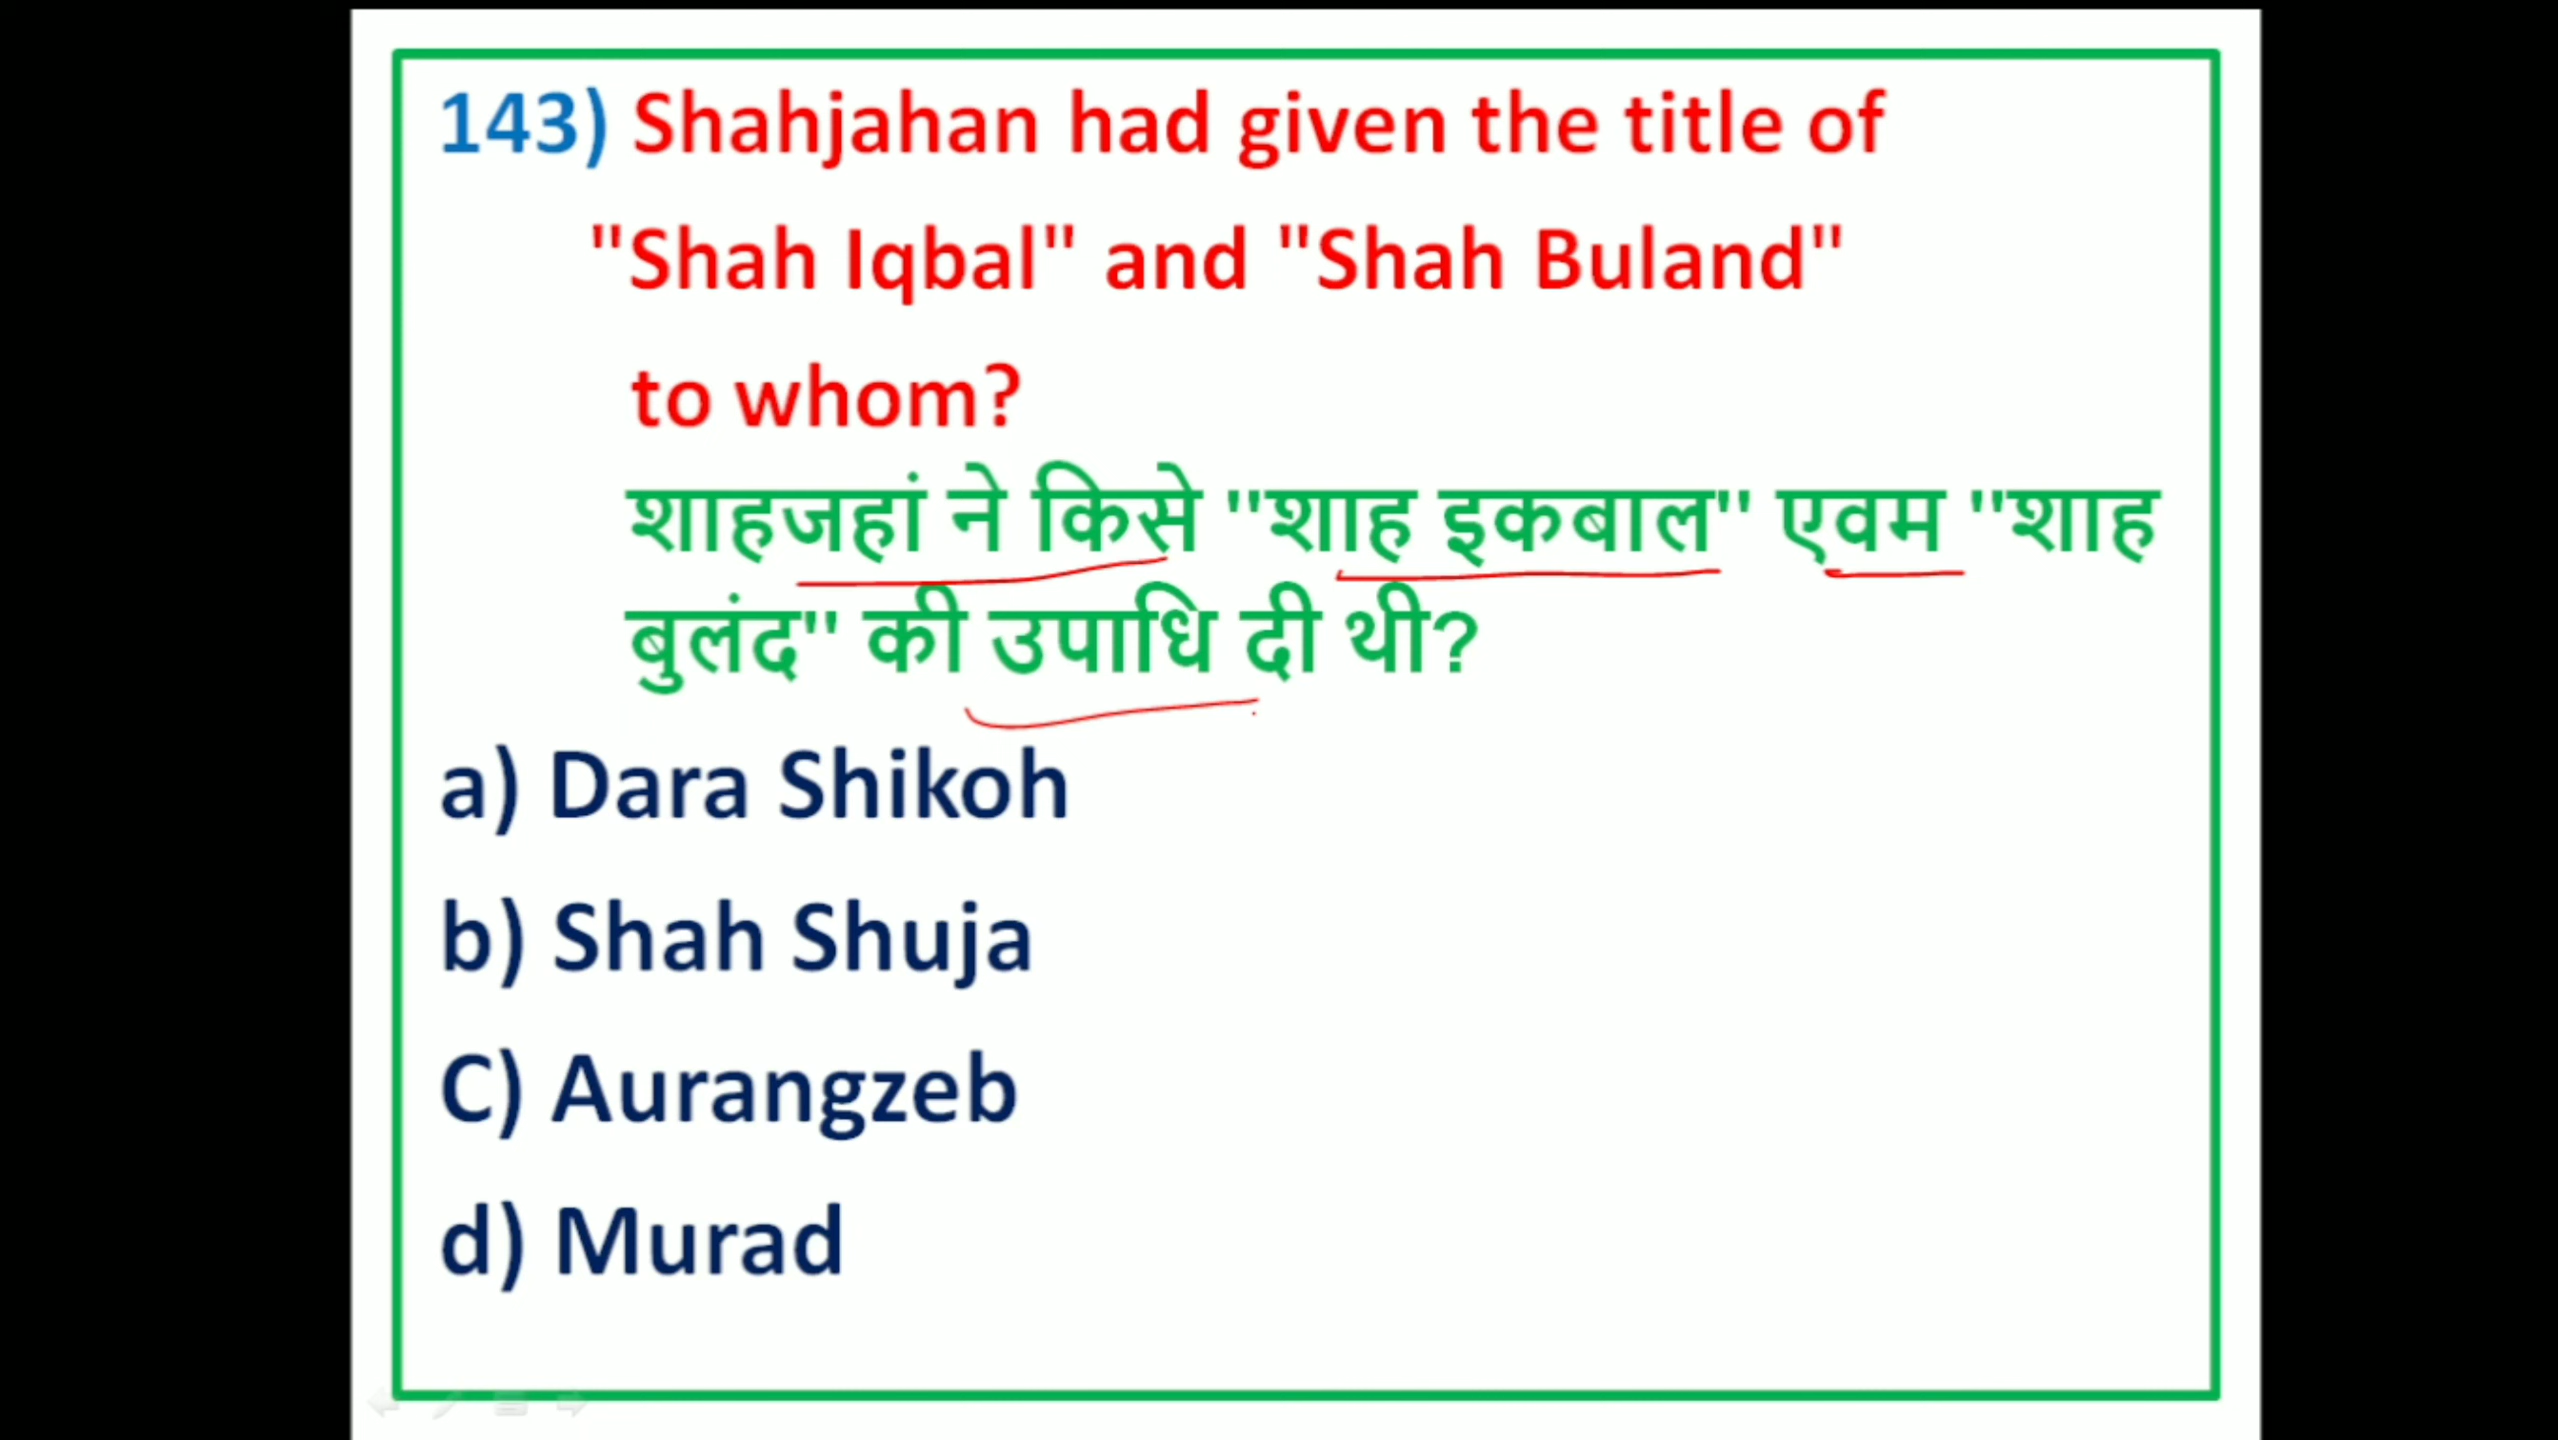 143) Shahjahan had given the title of
"Shah Iqbal" and "Shah Buland"
to whom?
शाहजहां ने किसे "शाह इकबाल" एवम "शाह
बुलंद" की उपाधि दी थी?
a) Dara Shikoh
b) Shah Shuja
C) Aurangzeb
d) Murad